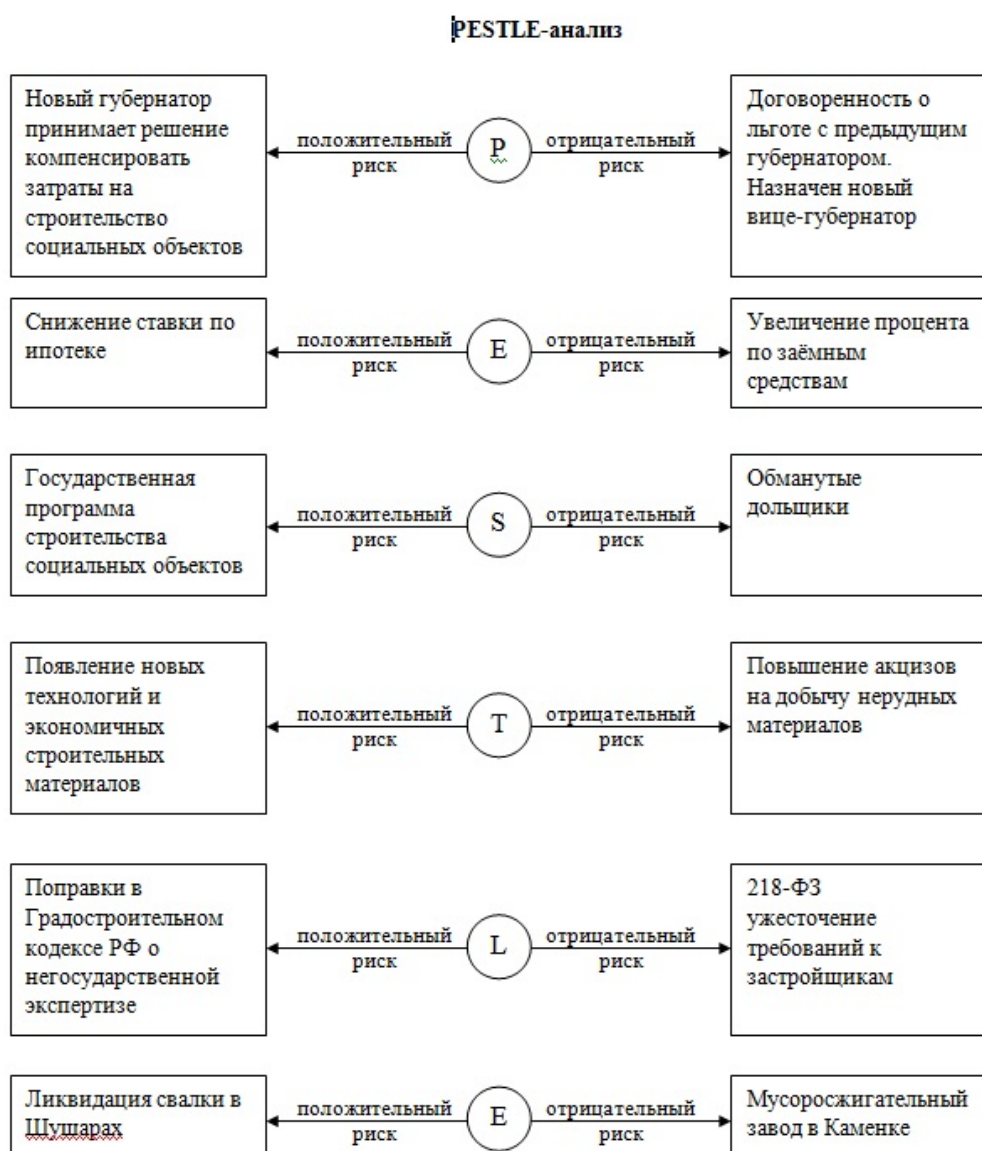 PESTLE-анализ
Новый губернатор
принимает решение
компенсировать
затраты на
строительство
социальных объектов
положительный
риск
P
отрицательный
риск
Договоренность о
льготе с предыдущим
губернатором.
Назначен новый
вице-губернатор
Снижение ставки по
ипотеке
положительный
риск
E
отрицательный
риск
Увеличение процента
по заёмным
средствам
Государственная
программа
строительства
социальных объектов
положительный
риск
S
отрицательный
риск
Обманутые
дольщики
Появление новых
технологий и
экономичных
строительных
материалов
положительный
риск
T
отрицательный
риск
Повышение акцизов
на добычу нерудных
материалов
Поправки в
Градостроительном
кодексе РФ о
негосударственной
экспертизе
положительный
риск
L
отрицательный
риск
218-ФЗ
ужесточение
требований к
застройщикам
Ликвидация свалки в
Шушарах
положительный
риск
E
отрицательный
риск
Мусоросжигательный
завод в Каменке